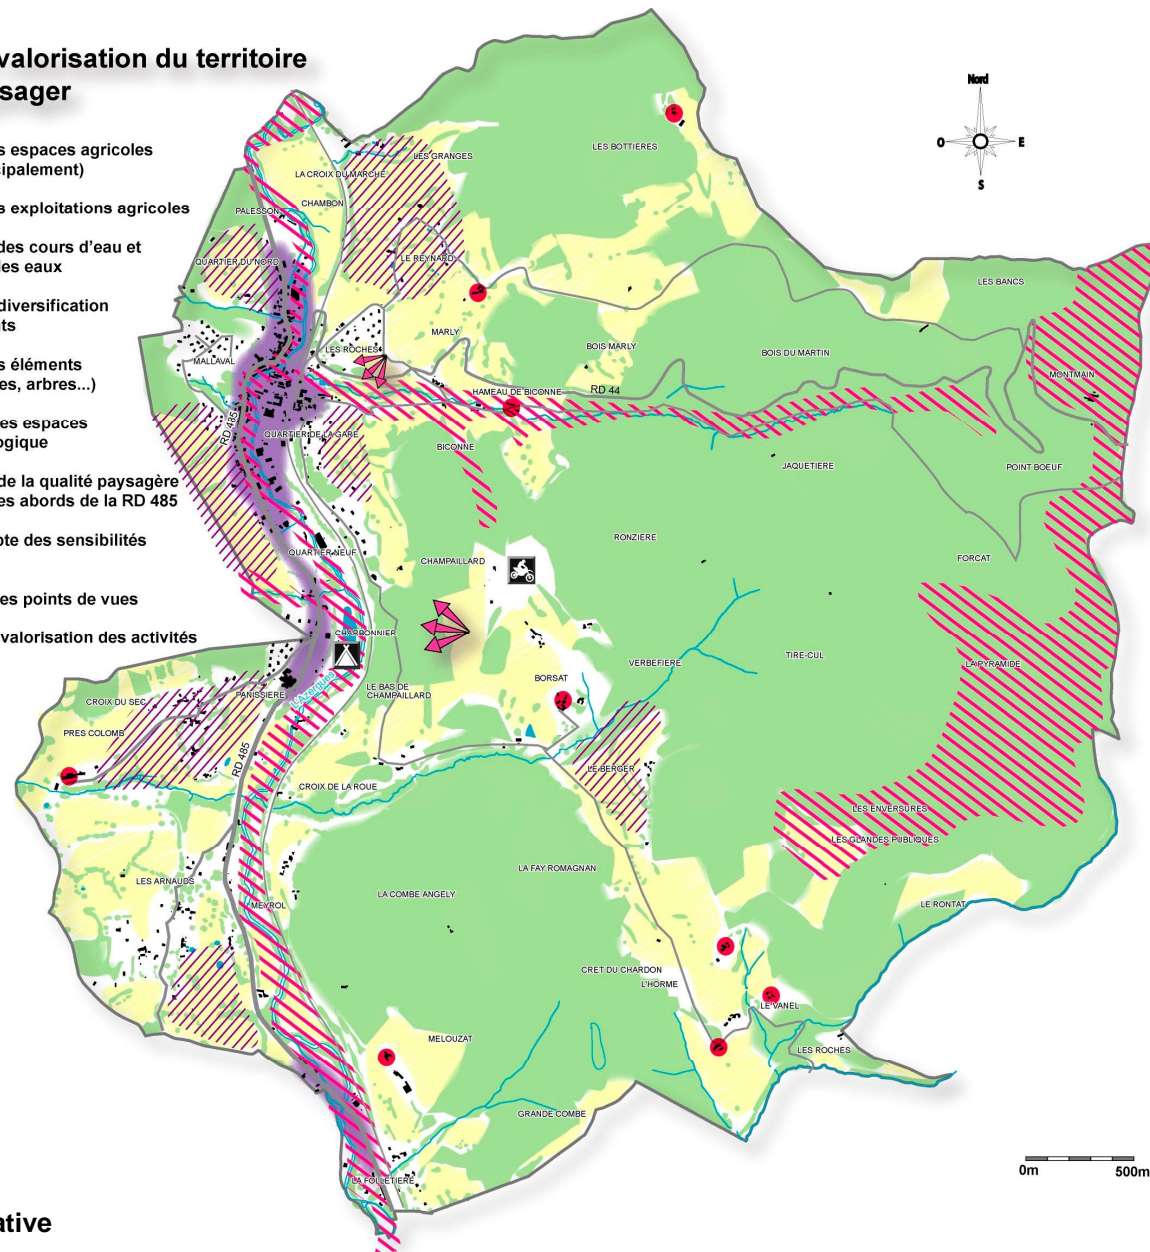 valorisation du territoire
sager
s espaces agricoles
cipalement)
s exploitations agricoles
des cours d'eau et
des eaux
diversification
ts
s éléments
es, arbres...)
es espaces
ogique
de la qualité paysagère
es abords de la RD 485
pte des sensibilités
es points de vues
valorisation des activités
ative
Nord
O
E
S
LES BOTTIERES
LES GRANGES
LA CROIX DU MARCHE
CHAMBON
PALESSON
QUARTIER DU NORD
LE REYNARD
LES BANCS
MARLY
BOIS MARLY
BOIS DU MARTIN
LES ROCHES
MALLAVAL
MONTMAIN
HAMEAU DE BICONNE
RD 44
RD 485
QUARTIER DE LA GARE
BICONNE
JAQUETIERE
POINT BOEUF
RONZIERE
QUARTIER NEUF
CHAMPAILLARD
FORCAT
CHARBONNIER
VERBEFIERE
TIRE-CUL
LA PYRAMIDE
BORSAT
LE BAS DE
CHAMPAILLARD
PANISSIERE
L'Azergues
CROIX DU SEC
PRES COLOMB
RD 485
LE BERGER
CROIX DE LA ROUE
LES ENVERSURES
LES GLANDES PUBLIQUES
LA FAY ROMAGNAN
LES ARNAUDS
LA COMBE ANGELY
MEYROL
LE RONTAT
CRET DU CHARDON
L'HORME
LE VANEL
MELOUZAT
LES ROCHES
GRANDE COMBE
LA FOLLETIERE
0m
500m